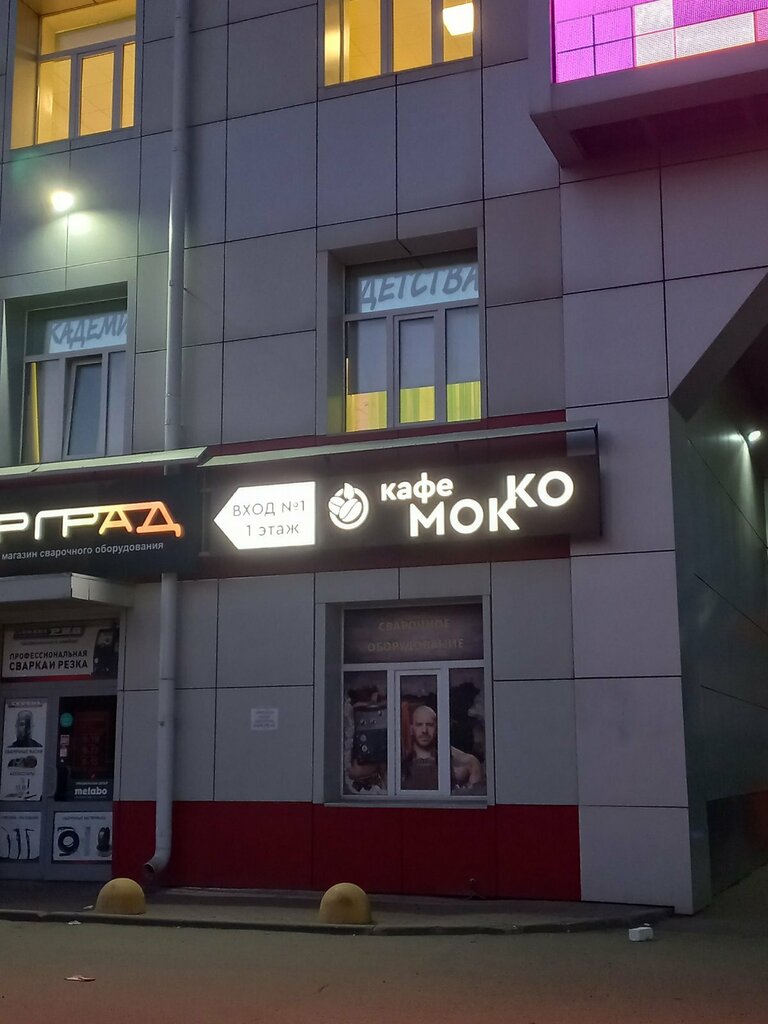 КАДЕМИ
ДЕТСТВА
РГРАД
магазин сварочного оборудования
ВХОД №1
1 этаж
кафе
МОККО
СВАРОЧНОЕ
ОБОРУДОВАНИЕ
ПРОФЕССИОНАЛЬНАЯ
СВАРКА И РЕЗКА
metabo